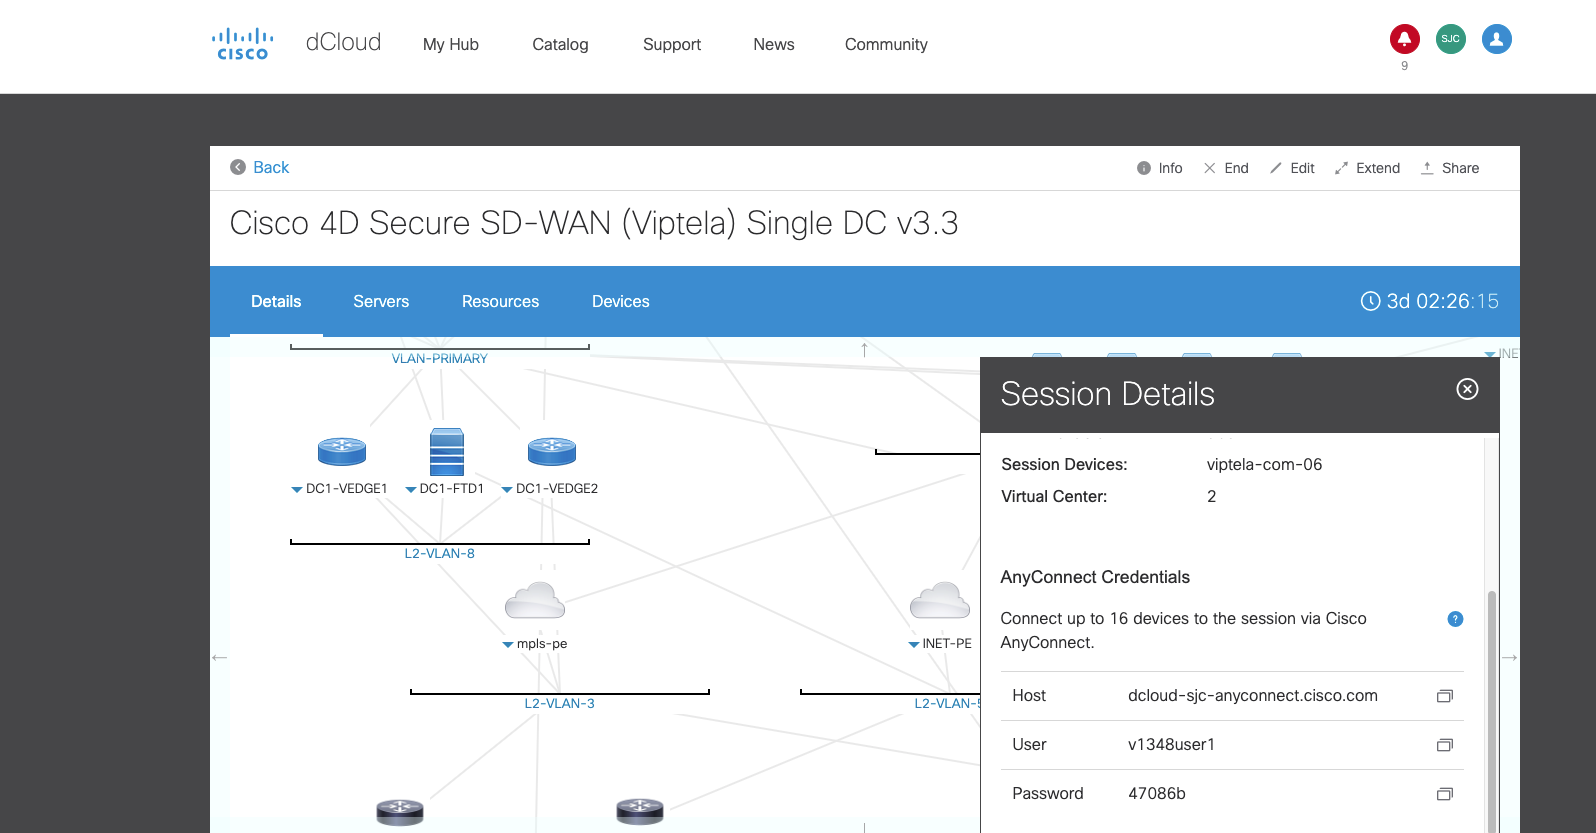 CISCO dCloud My Hub Catalog Support News Community SJC
9
Back Info End Edit Extend Share
Cisco 4D Secure SD-WAN (Viptela) Single DC v3.3
Details Servers Resources Devices 3d 02:26:15
VLAN-PRIMARY
INE
Session Details
Session Devices: viptela-com-06
DC1-VEDGE1 DC1-FTD1 DC1-VEDGE2
Virtual Center: 2
L2-VLAN-8
AnyConnect Credentials
Connect up to 16 devices to the session via Cisco
AnyConnect.
mpls-pe INET-PE
Host dcloud-sjc-anyconnect.cisco.com
L2-VLAN-3 L2-VLAN-5
User v1348user1
Password 47086b